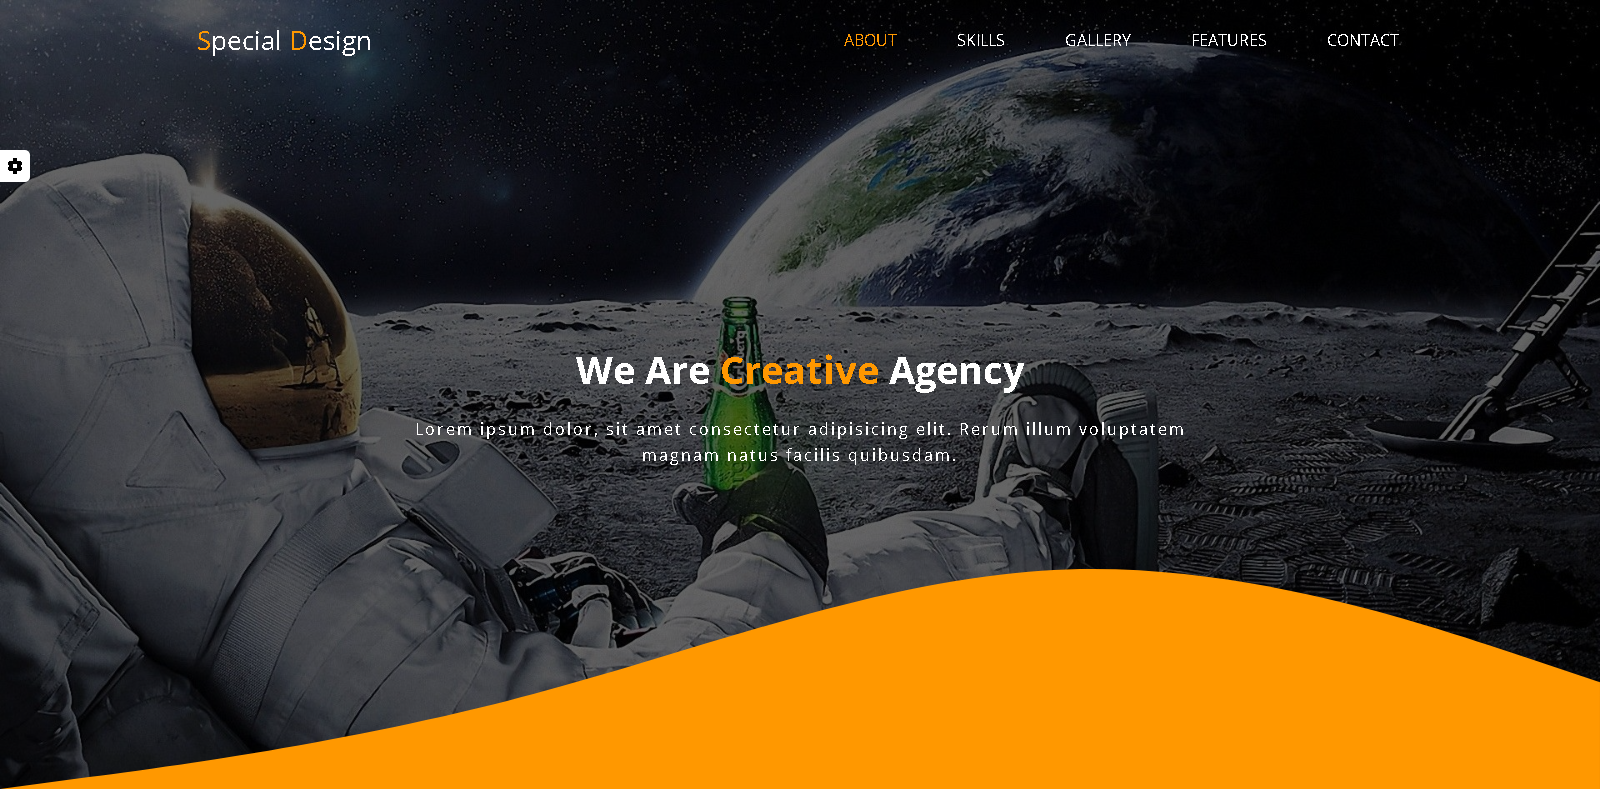 Special Design
ABOUT SKILLS GALLERY FEATURES CONTACT
We Are Creative Agency
Lorem ipsum dolor, sit amet consectetur adipisicing elit. Rerum illum voluptatem
magnam natus facilis quibusdam.